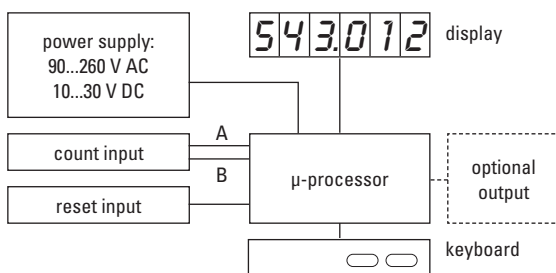 power supply:
90...260 V AC
10...30 V DC
543.012
display
A
count input
B
µ-processor
optional
output
reset input
keyboard